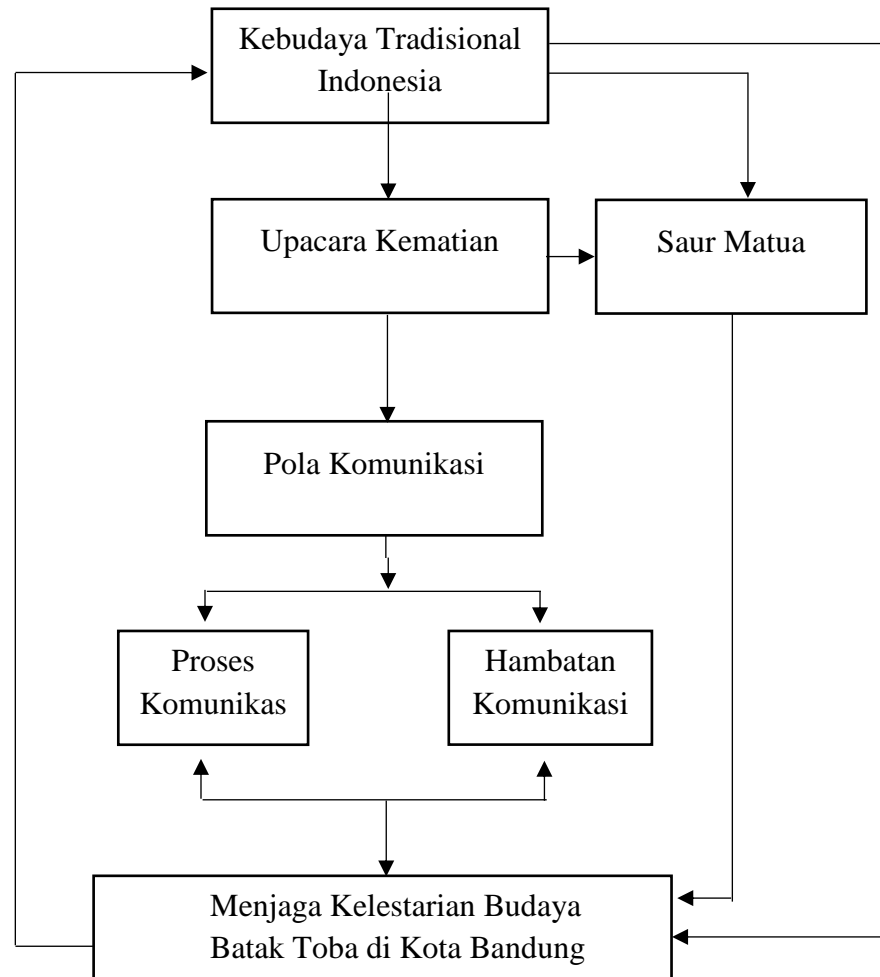 Kebudaya Tradisional
Indonesia
Upacara Kematian
Saur Matua
Pola Komunikasi
Proses
Komunikas
Hambatan
Komunikasi
Menjaga Kelestarian Budaya
Batak Toba di Kota Bandung